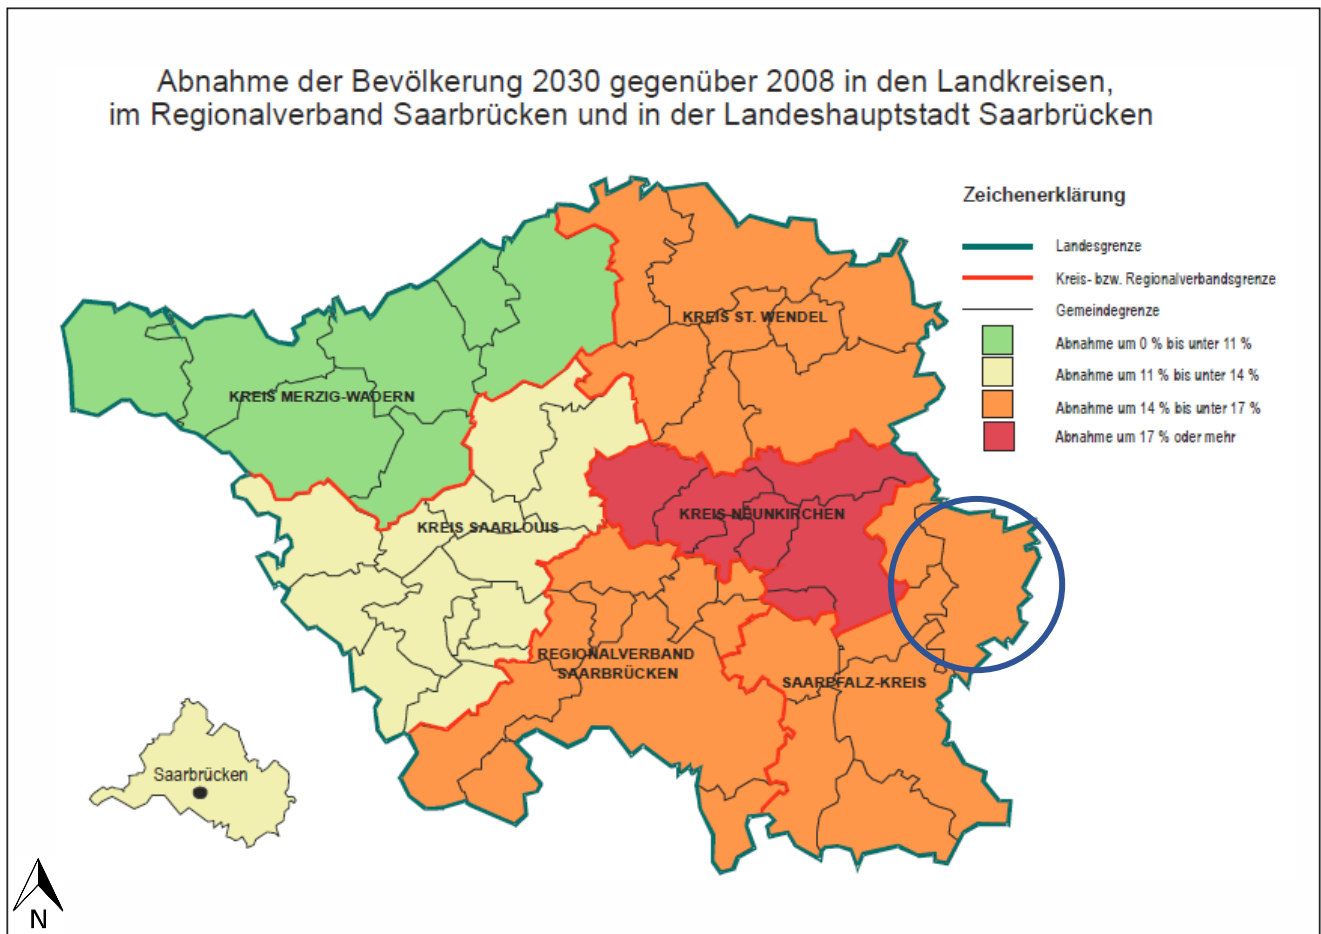 Abnahme der Bevölkerung 2030 gegenüber 2008 in den Landkreisen,
im Regionalverband Saarbrücken und in der Landeshauptstadt Saarbrücken
Zeichenerklärung
Landesgrenze
Kreis- bzw. Regionalverbandsgrenze
Gemeindegrenze
Abnahme um 0 % bis unter 11 %
Abnahme um 11 % bis unter 14 %
Abnahme um 14 % bis unter 17 %
Abnahme um 17 % oder mehr
KREIS ST. WENDEL
KREIS MERZIG-WADERN
KREIS NEUNKIRCHEN
KREIS SAARLOUIS
REGIONALVERBAND
SAARBRÜCKEN
SAARPFALZ-KREIS
Saarbrücken
N